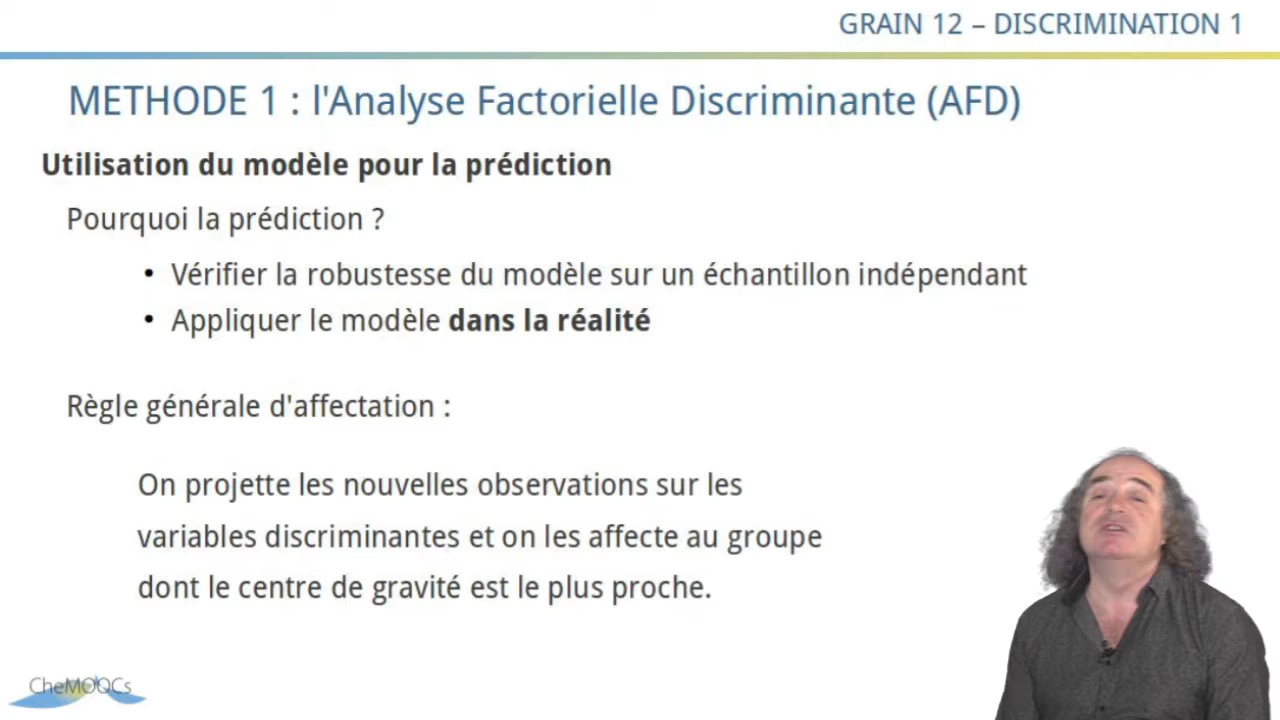 GRAIN 12 – DISCRIMINATION 1
METHODE 1 : l'Analyse Factorielle Discriminante (AFD)
Utilisation du modèle pour la prédiction
Pourquoi la prédiction ?
• Vérifier la robustesse du modèle sur un échantillon indépendant
• Appliquer le modèle dans la réalité
Règle générale d'affectation :
On projette les nouvelles observations sur les
variables discriminantes et on les affecte au groupe
dont le centre de gravité est le plus proche.
CheMOOCs